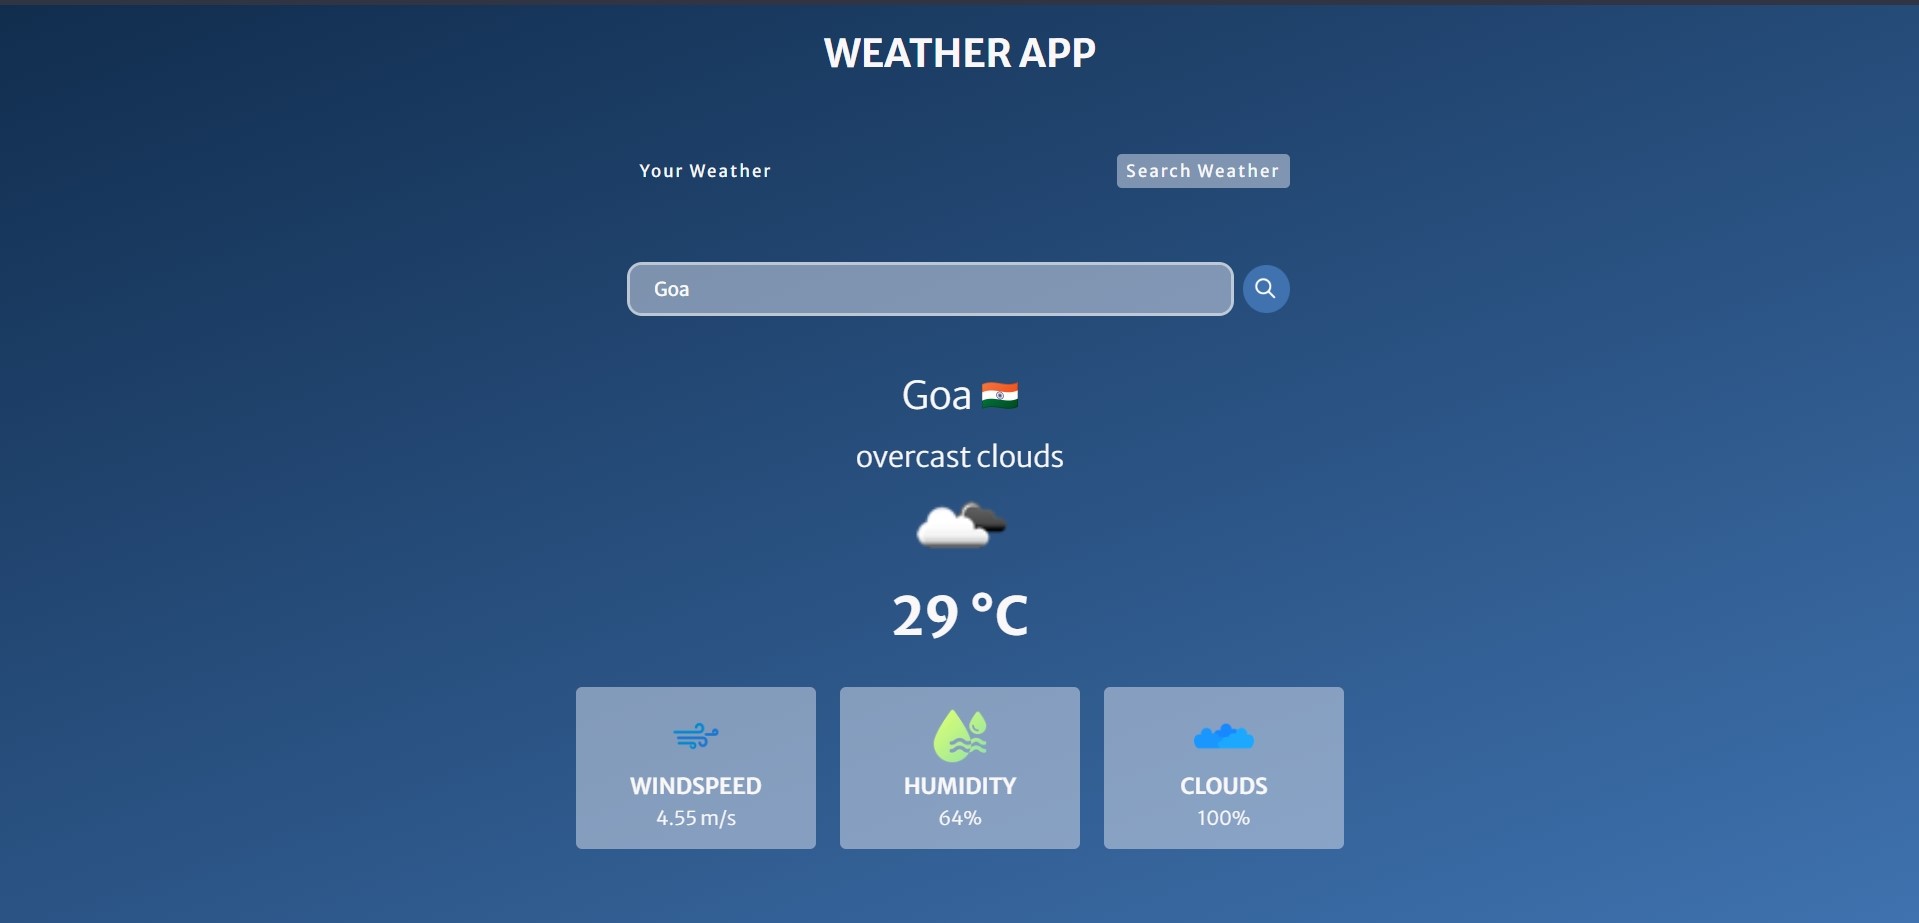 WEATHER APP
Your Weather Search Weather
Goa
Goa
overcast clouds
29 °C
WINDSPEED HUMIDITY CLOUDS
4.55 m/s 64% 100%